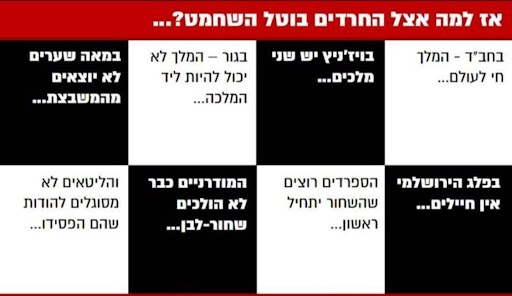 אז למה אצל החרדים בוטל השחמט?...
בחב"ד - המלך
חי לעולם...
בויז'ניץ יש שני
מלכים...
בגור – המלך לא
יכול להיות ליד
המלכה...
במאה שערים
לא יוצאים
מהמשבצת...
בפלג הירושלמי
אין חיילים...
הספרדים רוצים
שהשחור יתחיל
ראשון...
המודרניים כבר
לא הולכים
שחור-לבן...
והליטאים לא
מסוגלים להודות
שהם הפסידו...